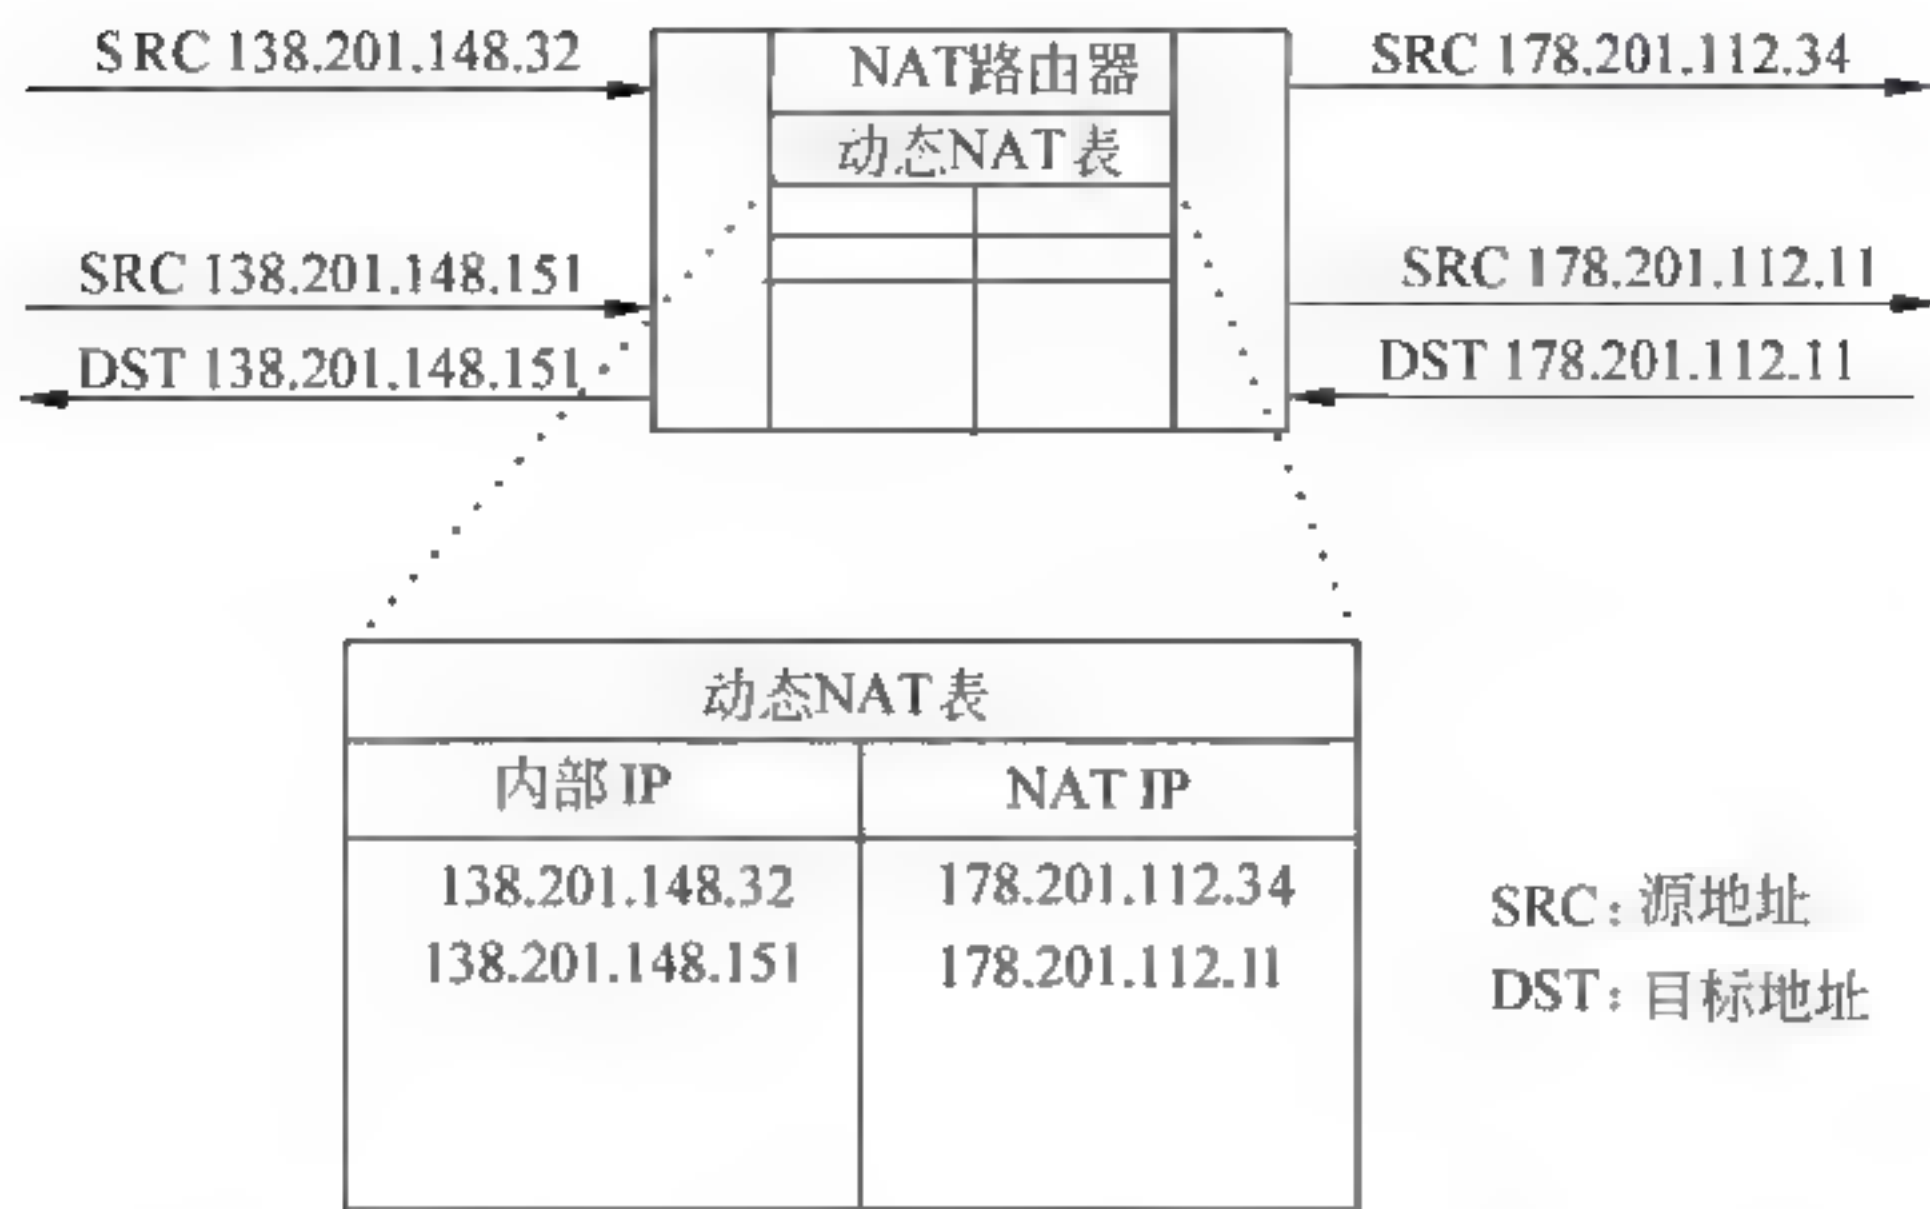 SRC 138.201.148.32
NAT路由器
SRC 178.201.112.34
动态NAT表
SRC 138.201.148.151
SRC 178.201.112.11
DST 138.201.148.151
DST 178.201.112.11
动态NAT表
内部 IP
NAT IP
138.201.148.32
178.201.112.34
138.201.148.151
178.201.112.11
SRC：源地址
DST：目标地址